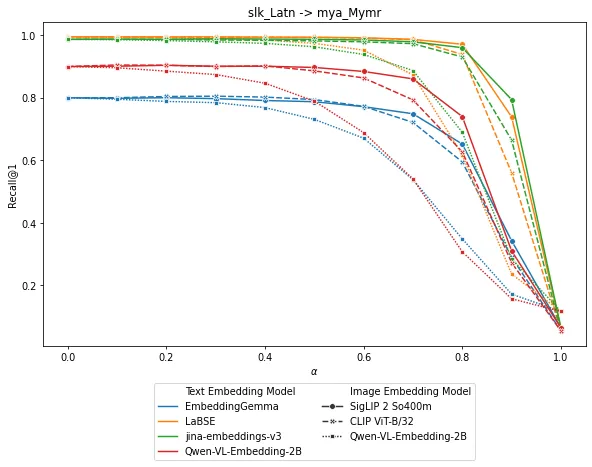 slk_Latn -> mya_Mymr
Recall@1
1.0
0.8
0.6
0.4
0.2
0.0 0.2 0.4 0.6 0.8 1.0
α
Text Embedding Model
EmbeddingGemma
LaBSE
jina-embeddings-v3
Qwen-VL-Embedding-2B
Image Embedding Model
SigLIP 2 So400m
CLIP ViT-B/32
Qwen-VL-Embedding-2B